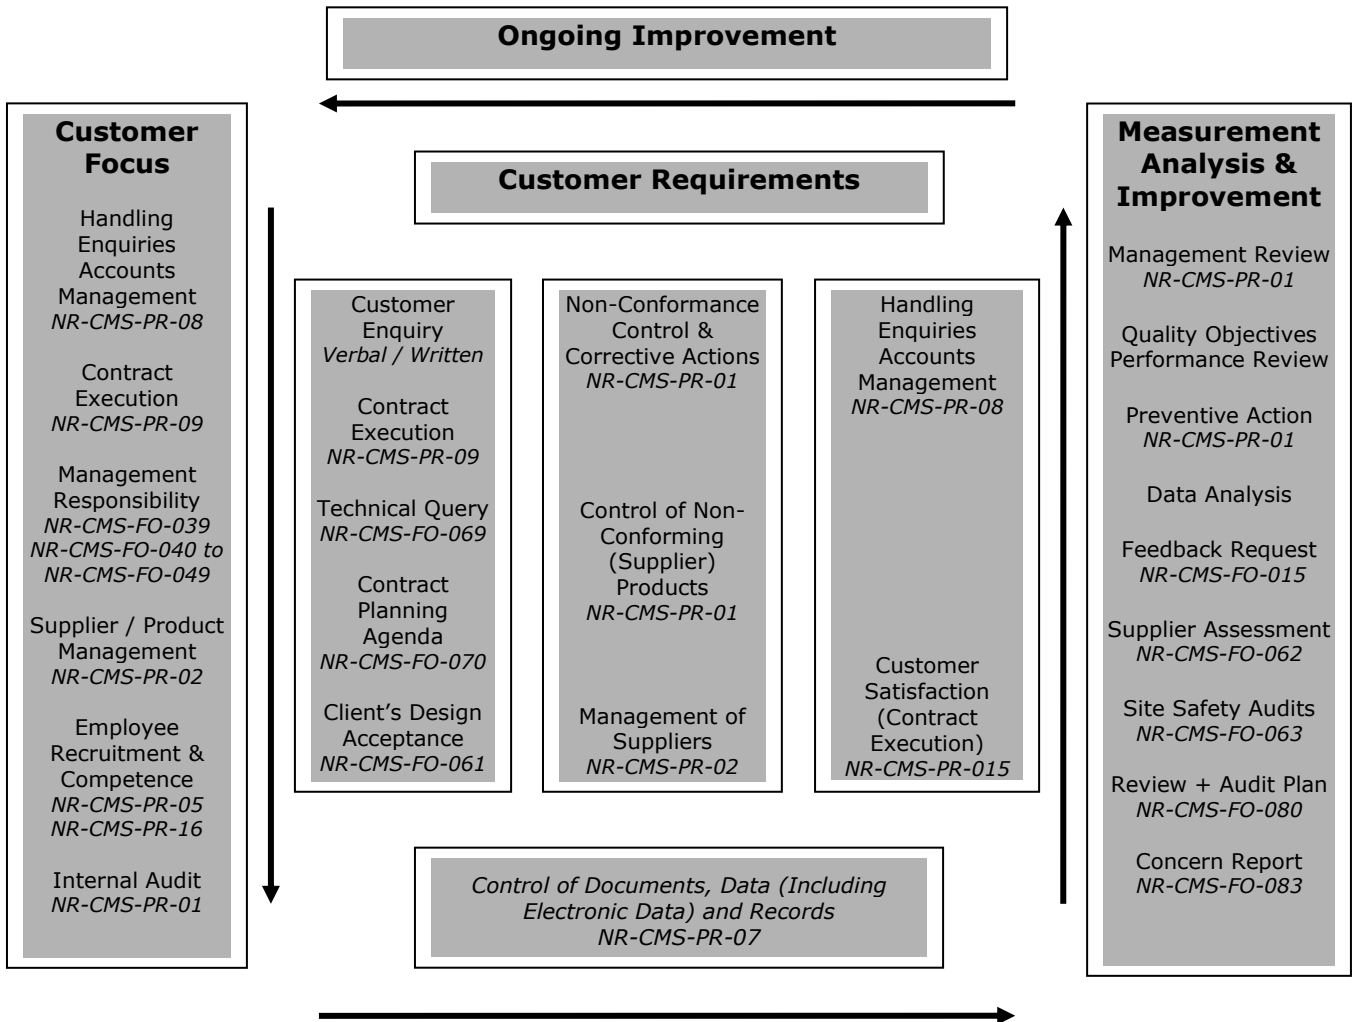 Ongoing Improvement
Customer
Focus
Handling
Enquiries
Accounts
Management
NR-CMS-PR-08
Contract
Execution
NR-CMS-PR-09
Management
Responsibility
NR-CMS-FO-039
NR-CMS-FO-040 to
NR-CMS-FO-049
Supplier / Product
Management
NR-CMS-PR-02
Employee
Recruitment &
Competence
NR-CMS-PR-05
NR-CMS-PR-16
Internal Audit
NR-CMS-PR-01
Customer Requirements
Customer
Enquiry
Verbal / Written
Contract
Execution
NR-CMS-PR-09
Technical Query
NR-CMS-FO-069
Contract
Planning
Agenda
NR-CMS-FO-070
Client’s Design
Acceptance
NR-CMS-FO-061
Non-Conformance
Control &
Corrective Actions
NR-CMS-PR-01
Control of Non-
Conforming
(Supplier)
Products
NR-CMS-PR-01
Management of
Suppliers
NR-CMS-PR-02
Handling
Enquiries
Accounts
Management
NR-CMS-PR-08
Customer
Satisfaction
(Contract
Execution)
NR-CMS-PR-015
Control of Documents, Data (Including
Electronic Data) and Records
NR-CMS-PR-07
Measurement
Analysis &
Improvement
Management Review
NR-CMS-PR-01
Quality Objectives
Performance Review
Preventive Action
NR-CMS-PR-01
Data Analysis
Feedback Request
NR-CMS-FO-015
Supplier Assessment
NR-CMS-FO-062
Site Safety Audits
NR-CMS-FO-063
Review + Audit Plan
NR-CMS-FO-080
Concern Report
NR-CMS-FO-083